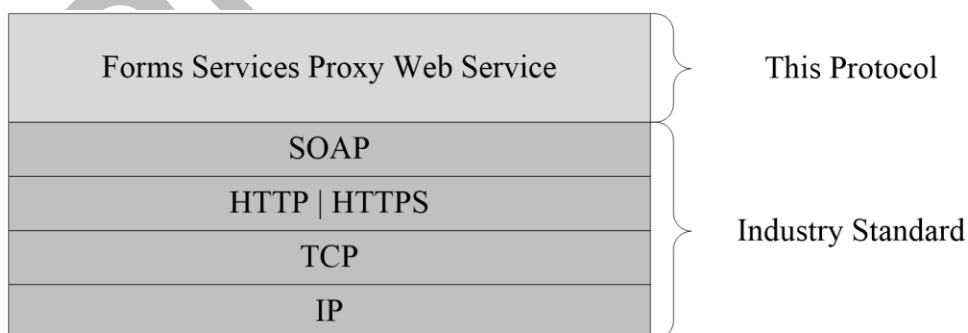 Forms Services Proxy Web Service
This Protocol
SOAP
HTTP | HTTPS
TCP
IP
Industry Standard